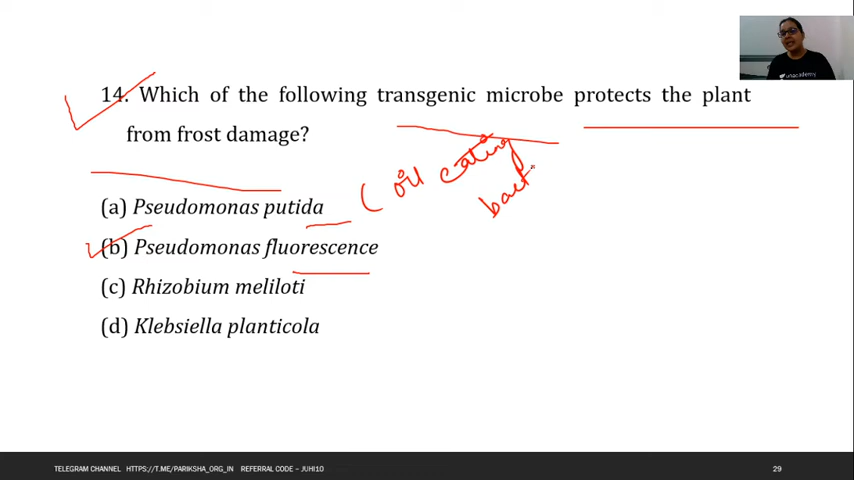 14. Which of the following transgenic microbe protects the plant
from frost damage?
(a) Pseudomonas putida (oil eating
bact
(b) Pseudomonas fluorescence
(c) Rhizobium meliloti
(d) Klebsiella planticola
unacademy
TELEGRAM CHANNEL HTTPS://T.ME/PARIKSHA_ORG_IN REFERRAL CODE – JUHI10
29